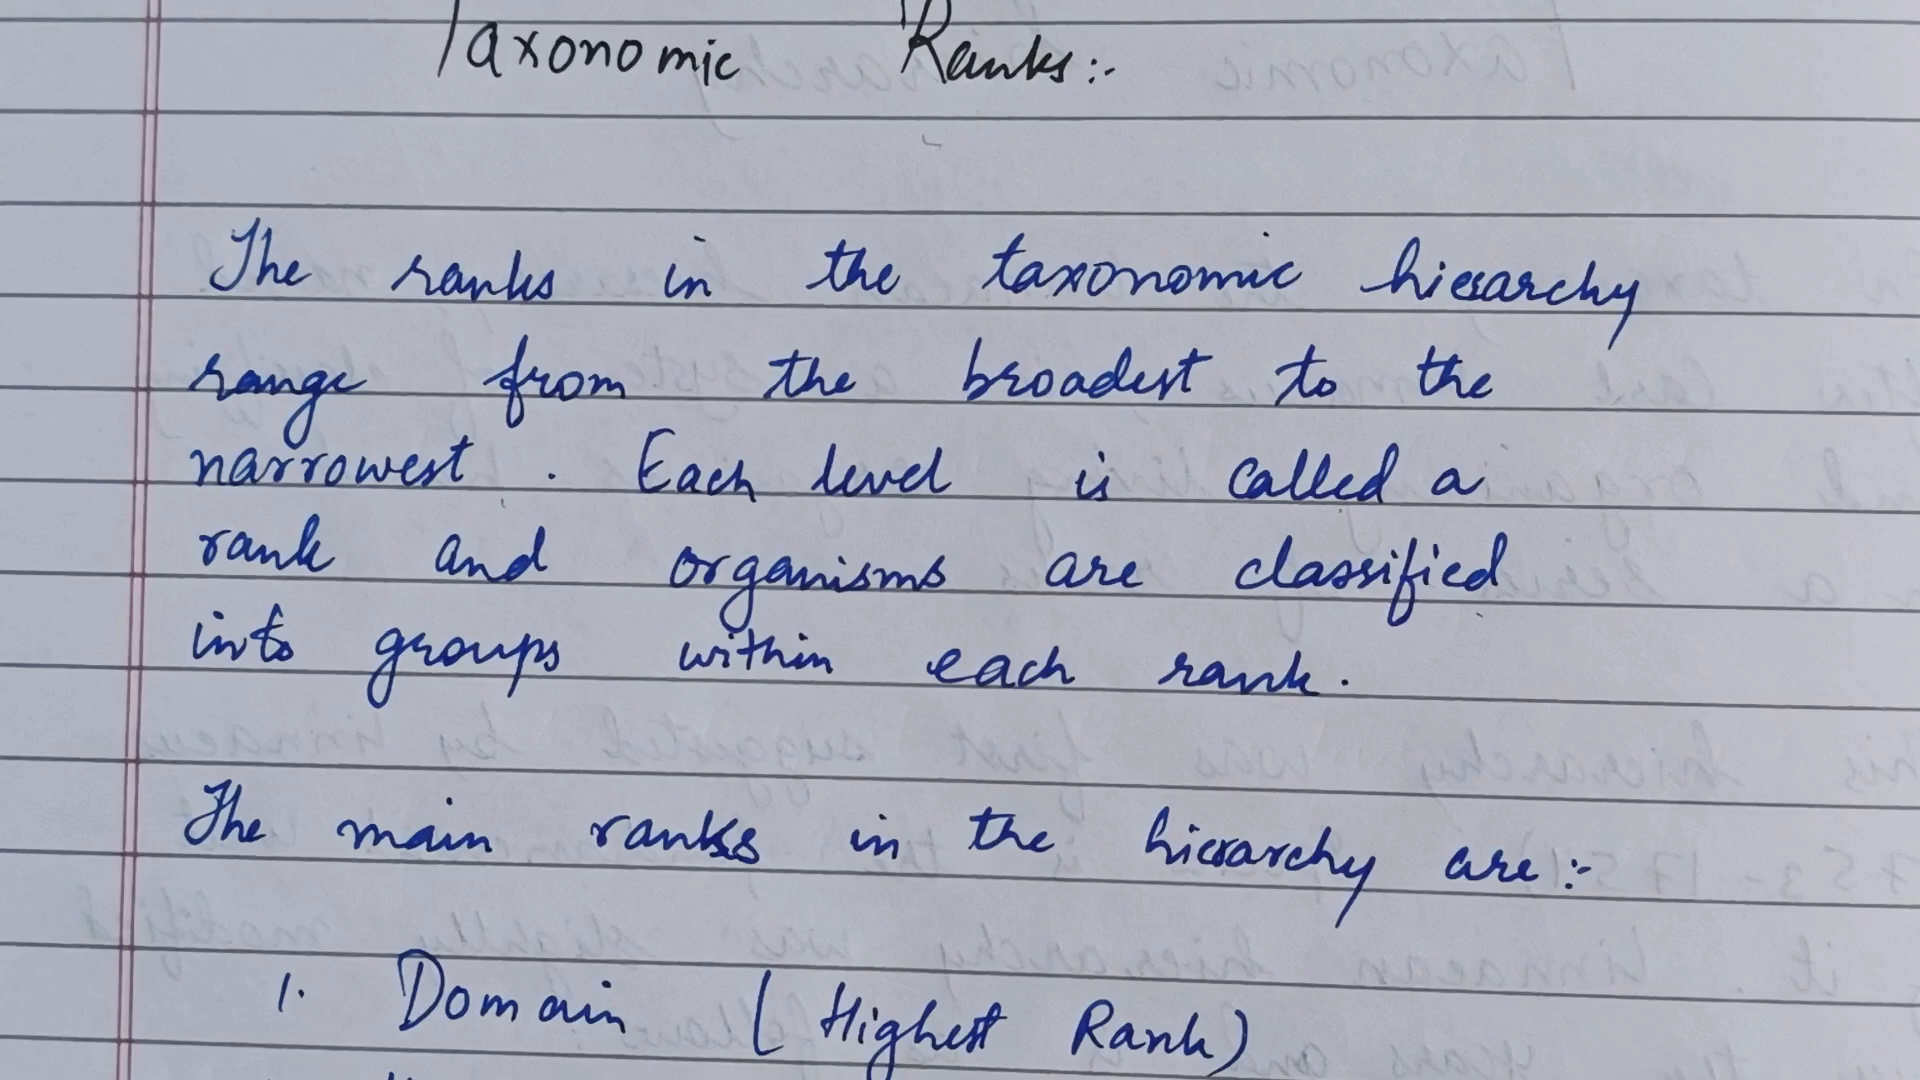 Taxonomic Ranks:-
The ranks in the taxonomic hierarchy
range from the broadest to the
narrowest. Each level is called a
rank and organisms are classified
into groups within each rank.
The main ranks in the hierarchy are:-
1. Domain (Highest Rank)